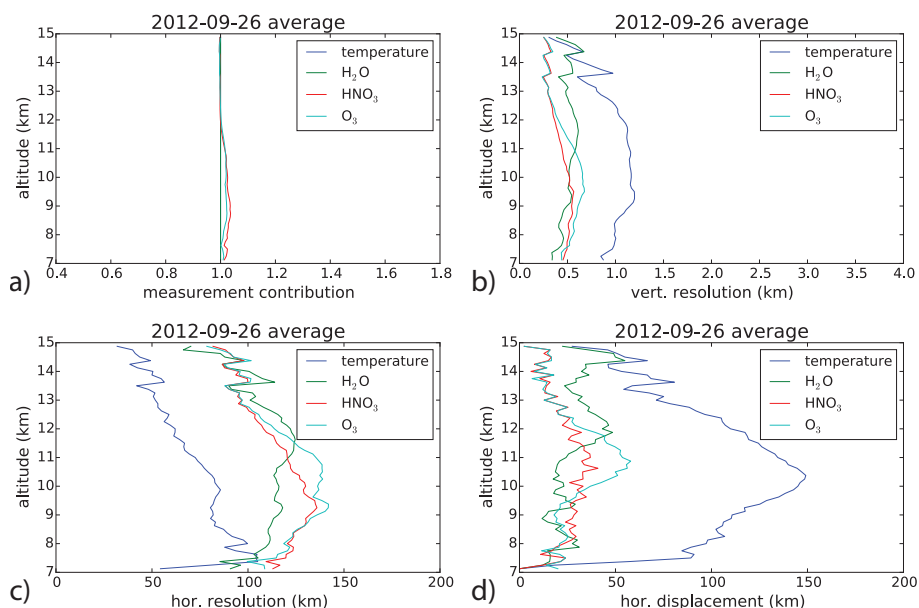 2012-09-26 average
15
14
13
12
11
10
9
8
7
altitude (km)
temperature
H₂O
HNO₃
O₃
0.4 0.6 0.8 1.0 1.2 1.4 1.6 1.8
measurement contribution
a)
2012-09-26 average
15
14
13
12
11
10
9
8
7
altitude (km)
temperature
H₂O
HNO₃
O₃
0.0 0.5 1.0 1.5 2.0 2.5 3.0 3.5 4.0
vert. resolution (km)
b)
2012-09-26 average
15
14
13
12
11
10
9
8
7
altitude (km)
temperature
H₂O
HNO₃
O₃
0 50 100 150 200
hor. resolution (km)
c)
2012-09-26 average
15
14
13
12
11
10
9
8
7
altitude (km)
temperature
H₂O
HNO₃
O₃
0 50 100 150 200
hor. displacement (km)
d)